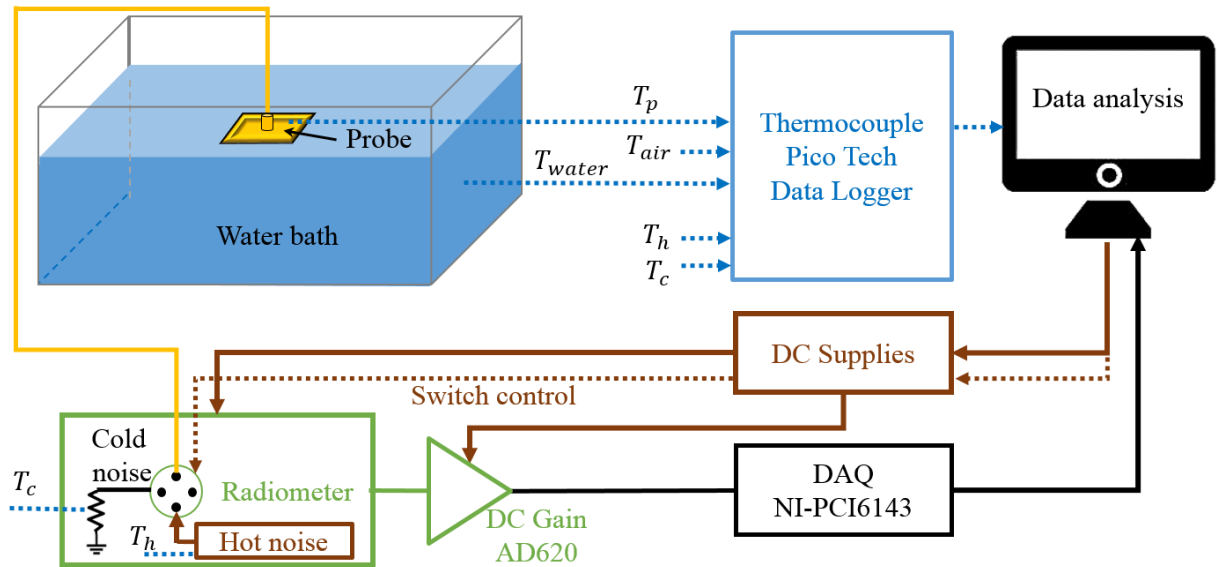 T_p
Probe
T_air
T_water
Water bath
Thermocouple
Pico Tech
Data Logger
Data analysis
T_h
T_c
DC Supplies
Switch control
Cold
noise
T_c
Radiometer
T_h
Hot noise
DC Gain
AD620
DAQ
NI-PCI6143